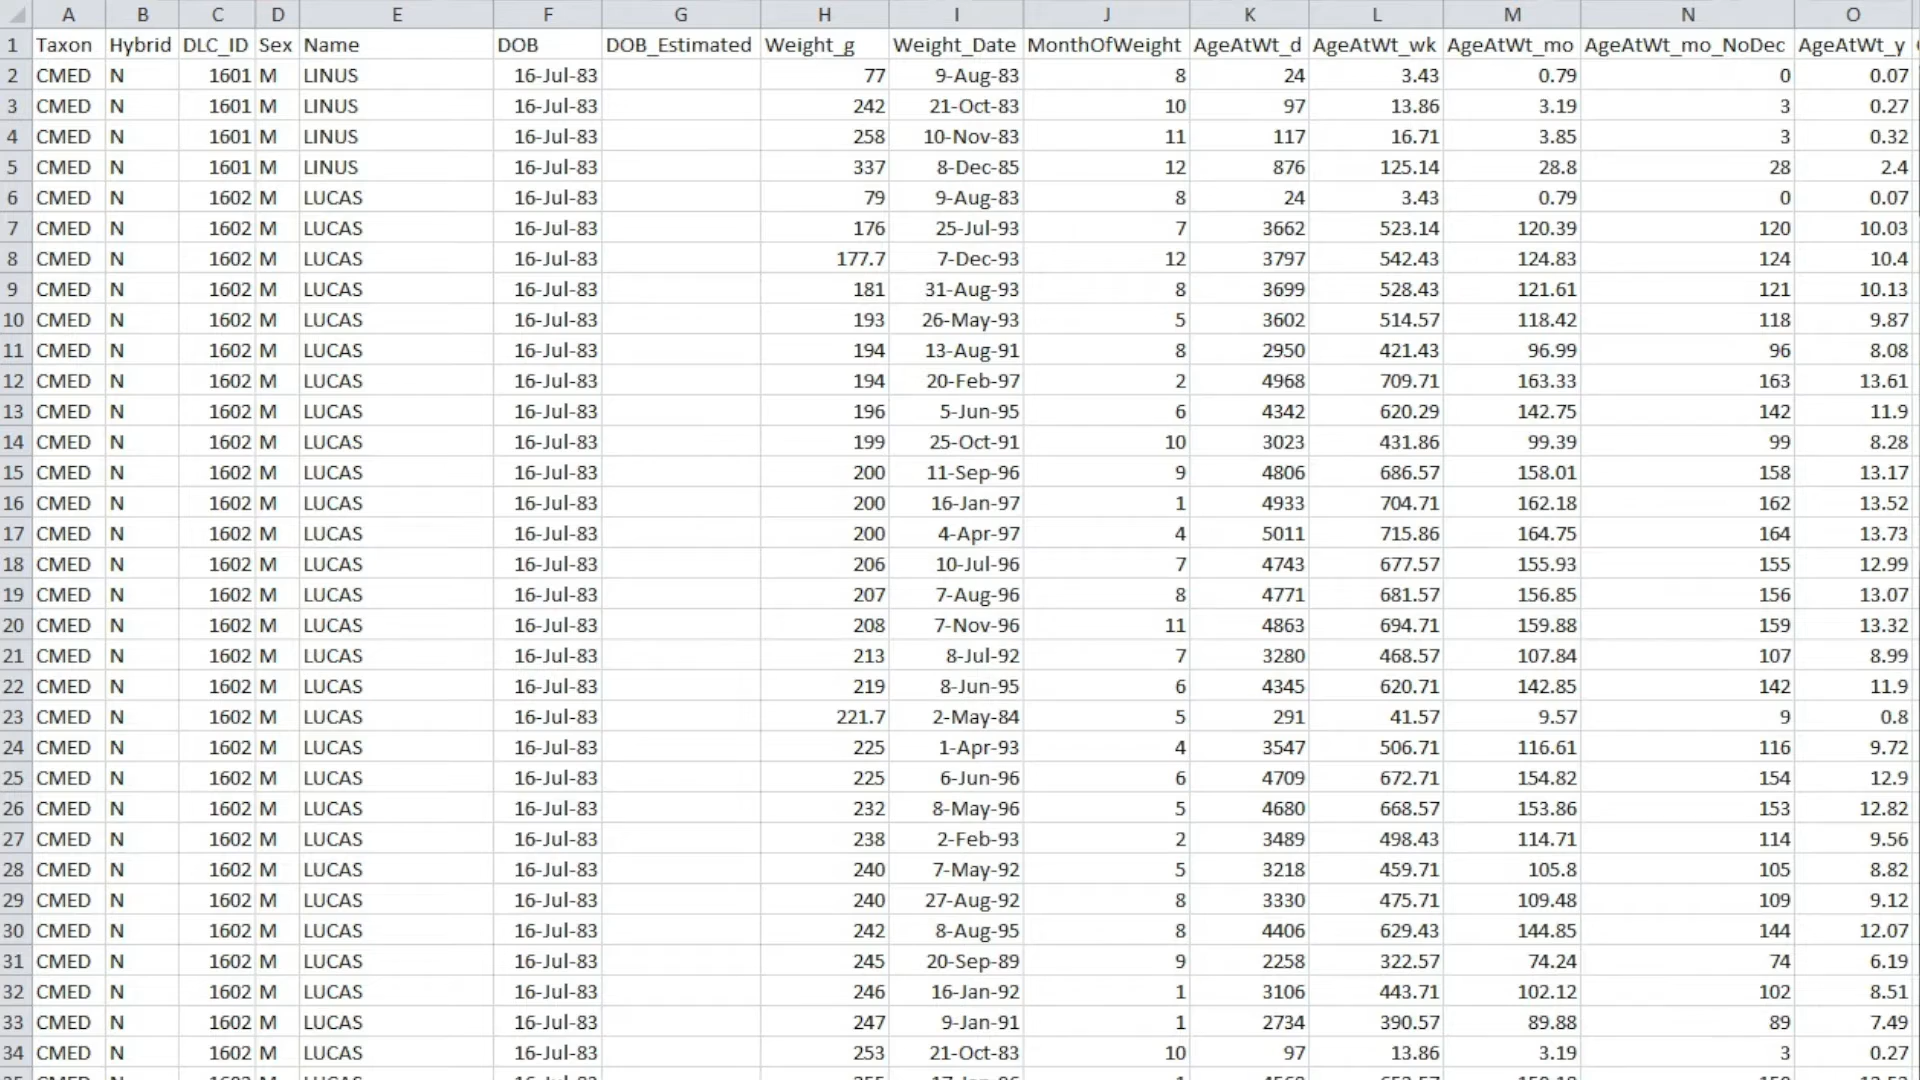 A B C D E F G H I J K L M N O
1 Taxon Hybrid DLC_ID Sex Name DOB DOB_Estimated Weight_g Weight_Date MonthOfWeight AgeAtWt_d AgeAtWt_wk AgeAtWt_mo AgeAtWt_mo_NoDec AgeAtWt_y
2 CMED N 1601 M LINUS 16-Jul-83 77 9-Aug-83 8 24 3.43 0.79 0 0.07
3 CMED N 1601 M LINUS 16-Jul-83 242 21-Oct-83 10 97 13.86 3.19 3 0.27
4 CMED N 1601 M LINUS 16-Jul-83 258 10-Nov-83 11 117 16.71 3.85 3 0.32
5 CMED N 1601 M LINUS 16-Jul-83 337 8-Dec-85 12 876 125.14 28.8 28 2.4
6 CMED N 1602 M LUCAS 16-Jul-83 79 9-Aug-83 8 24 3.43 0.79 0 0.07
7 CMED N 1602 M LUCAS 16-Jul-83 176 25-Jul-93 7 3662 523.14 120.39 120 10.03
8 CMED N 1602 M LUCAS 16-Jul-83 177.7 7-Dec-93 12 3797 542.43 124.83 124 10.4
9 CMED N 1602 M LUCAS 16-Jul-83 181 31-Aug-93 8 3699 528.43 121.61 121 10.13
10 CMED N 1602 M LUCAS 16-Jul-83 193 26-May-93 5 3602 514.57 118.42 118 9.87
11 CMED N 1602 M LUCAS 16-Jul-83 194 13-Aug-91 8 2950 421.43 96.99 96 8.08
12 CMED N 1602 M LUCAS 16-Jul-83 194 20-Feb-97 2 4968 709.71 163.33 163 13.61
13 CMED N 1602 M LUCAS 16-Jul-83 196 5-Jun-95 6 4342 620.29 142.75 142 11.9
14 CMED N 1602 M LUCAS 16-Jul-83 199 25-Oct-91 10 3023 431.86 99.39 99 8.28
15 CMED N 1602 M LUCAS 16-Jul-83 200 11-Sep-96 9 4806 686.57 158.01 158 13.17
16 CMED N 1602 M LUCAS 16-Jul-83 200 16-Jan-97 1 4933 704.71 162.18 162 13.52
17 CMED N 1602 M LUCAS 16-Jul-83 200 4-Apr-97 4 5011 715.86 164.75 164 13.73
18 CMED N 1602 M LUCAS 16-Jul-83 206 10-Jul-96 7 4743 677.57 155.93 155 12.99
19 CMED N 1602 M LUCAS 16-Jul-83 207 7-Aug-96 8 4771 681.57 156.85 156 13.07
20 CMED N 1602 M LUCAS 16-Jul-83 208 7-Nov-96 11 4863 694.71 159.88 159 13.32
21 CMED N 1602 M LUCAS 16-Jul-83 213 8-Jul-92 7 3280 468.57 107.84 107 8.99
22 CMED N 1602 M LUCAS 16-Jul-83 219 8-Jun-95 6 4345 620.71 142.85 142 11.9
23 CMED N 1602 M LUCAS 16-Jul-83 221.7 2-May-84 5 291 41.57 9.57 9 0.8
24 CMED N 1602 M LUCAS 16-Jul-83 225 1-Apr-93 4 3547 506.71 116.61 116 9.72
25 CMED N 1602 M LUCAS 16-Jul-83 225 6-Jun-96 6 4709 672.71 154.82 154 12.9
26 CMED N 1602 M LUCAS 16-Jul-83 232 8-May-96 5 4680 668.57 153.86 153 12.82
27 CMED N 1602 M LUCAS 16-Jul-83 238 2-Feb-93 2 3489 498.43 114.71 114 9.56
28 CMED N 1602 M LUCAS 16-Jul-83 240 7-May-92 5 3218 459.71 105.8 105 8.82
29 CMED N 1602 M LUCAS 16-Jul-83 240 27-Aug-92 8 3330 475.71 109.48 109 9.12
30 CMED N 1602 M LUCAS 16-Jul-83 242 8-Aug-95 8 4406 629.43 144.85 144 12.07
31 CMED N 1602 M LUCAS 16-Jul-83 245 20-Sep-89 9 2258 322.57 74.24 74 6.19
32 CMED N 1602 M LUCAS 16-Jul-83 246 16-Jan-92 1 3106 443.71 102.12 102 8.51
33 CMED N 1602 M LUCAS 16-Jul-83 247 9-Jan-91 1 2734 390.57 89.88 89 7.49
34 CMED N 1602 M LUCAS 16-Jul-83 253 21-Oct-83 10 97 13.86 3.19 3 0.27